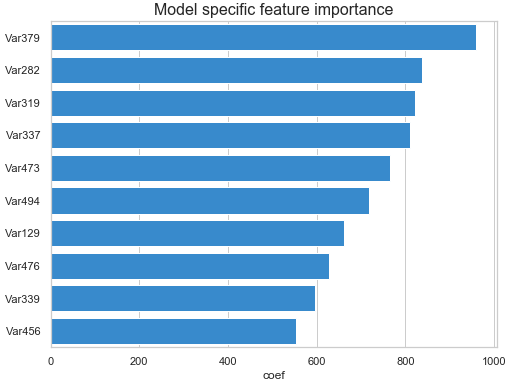 Model specific feature importance
Var379
Var282
Var319
Var337
Var473
Var494
Var129
Var476
Var339
Var456
0 200 400 600 800 1000
coef